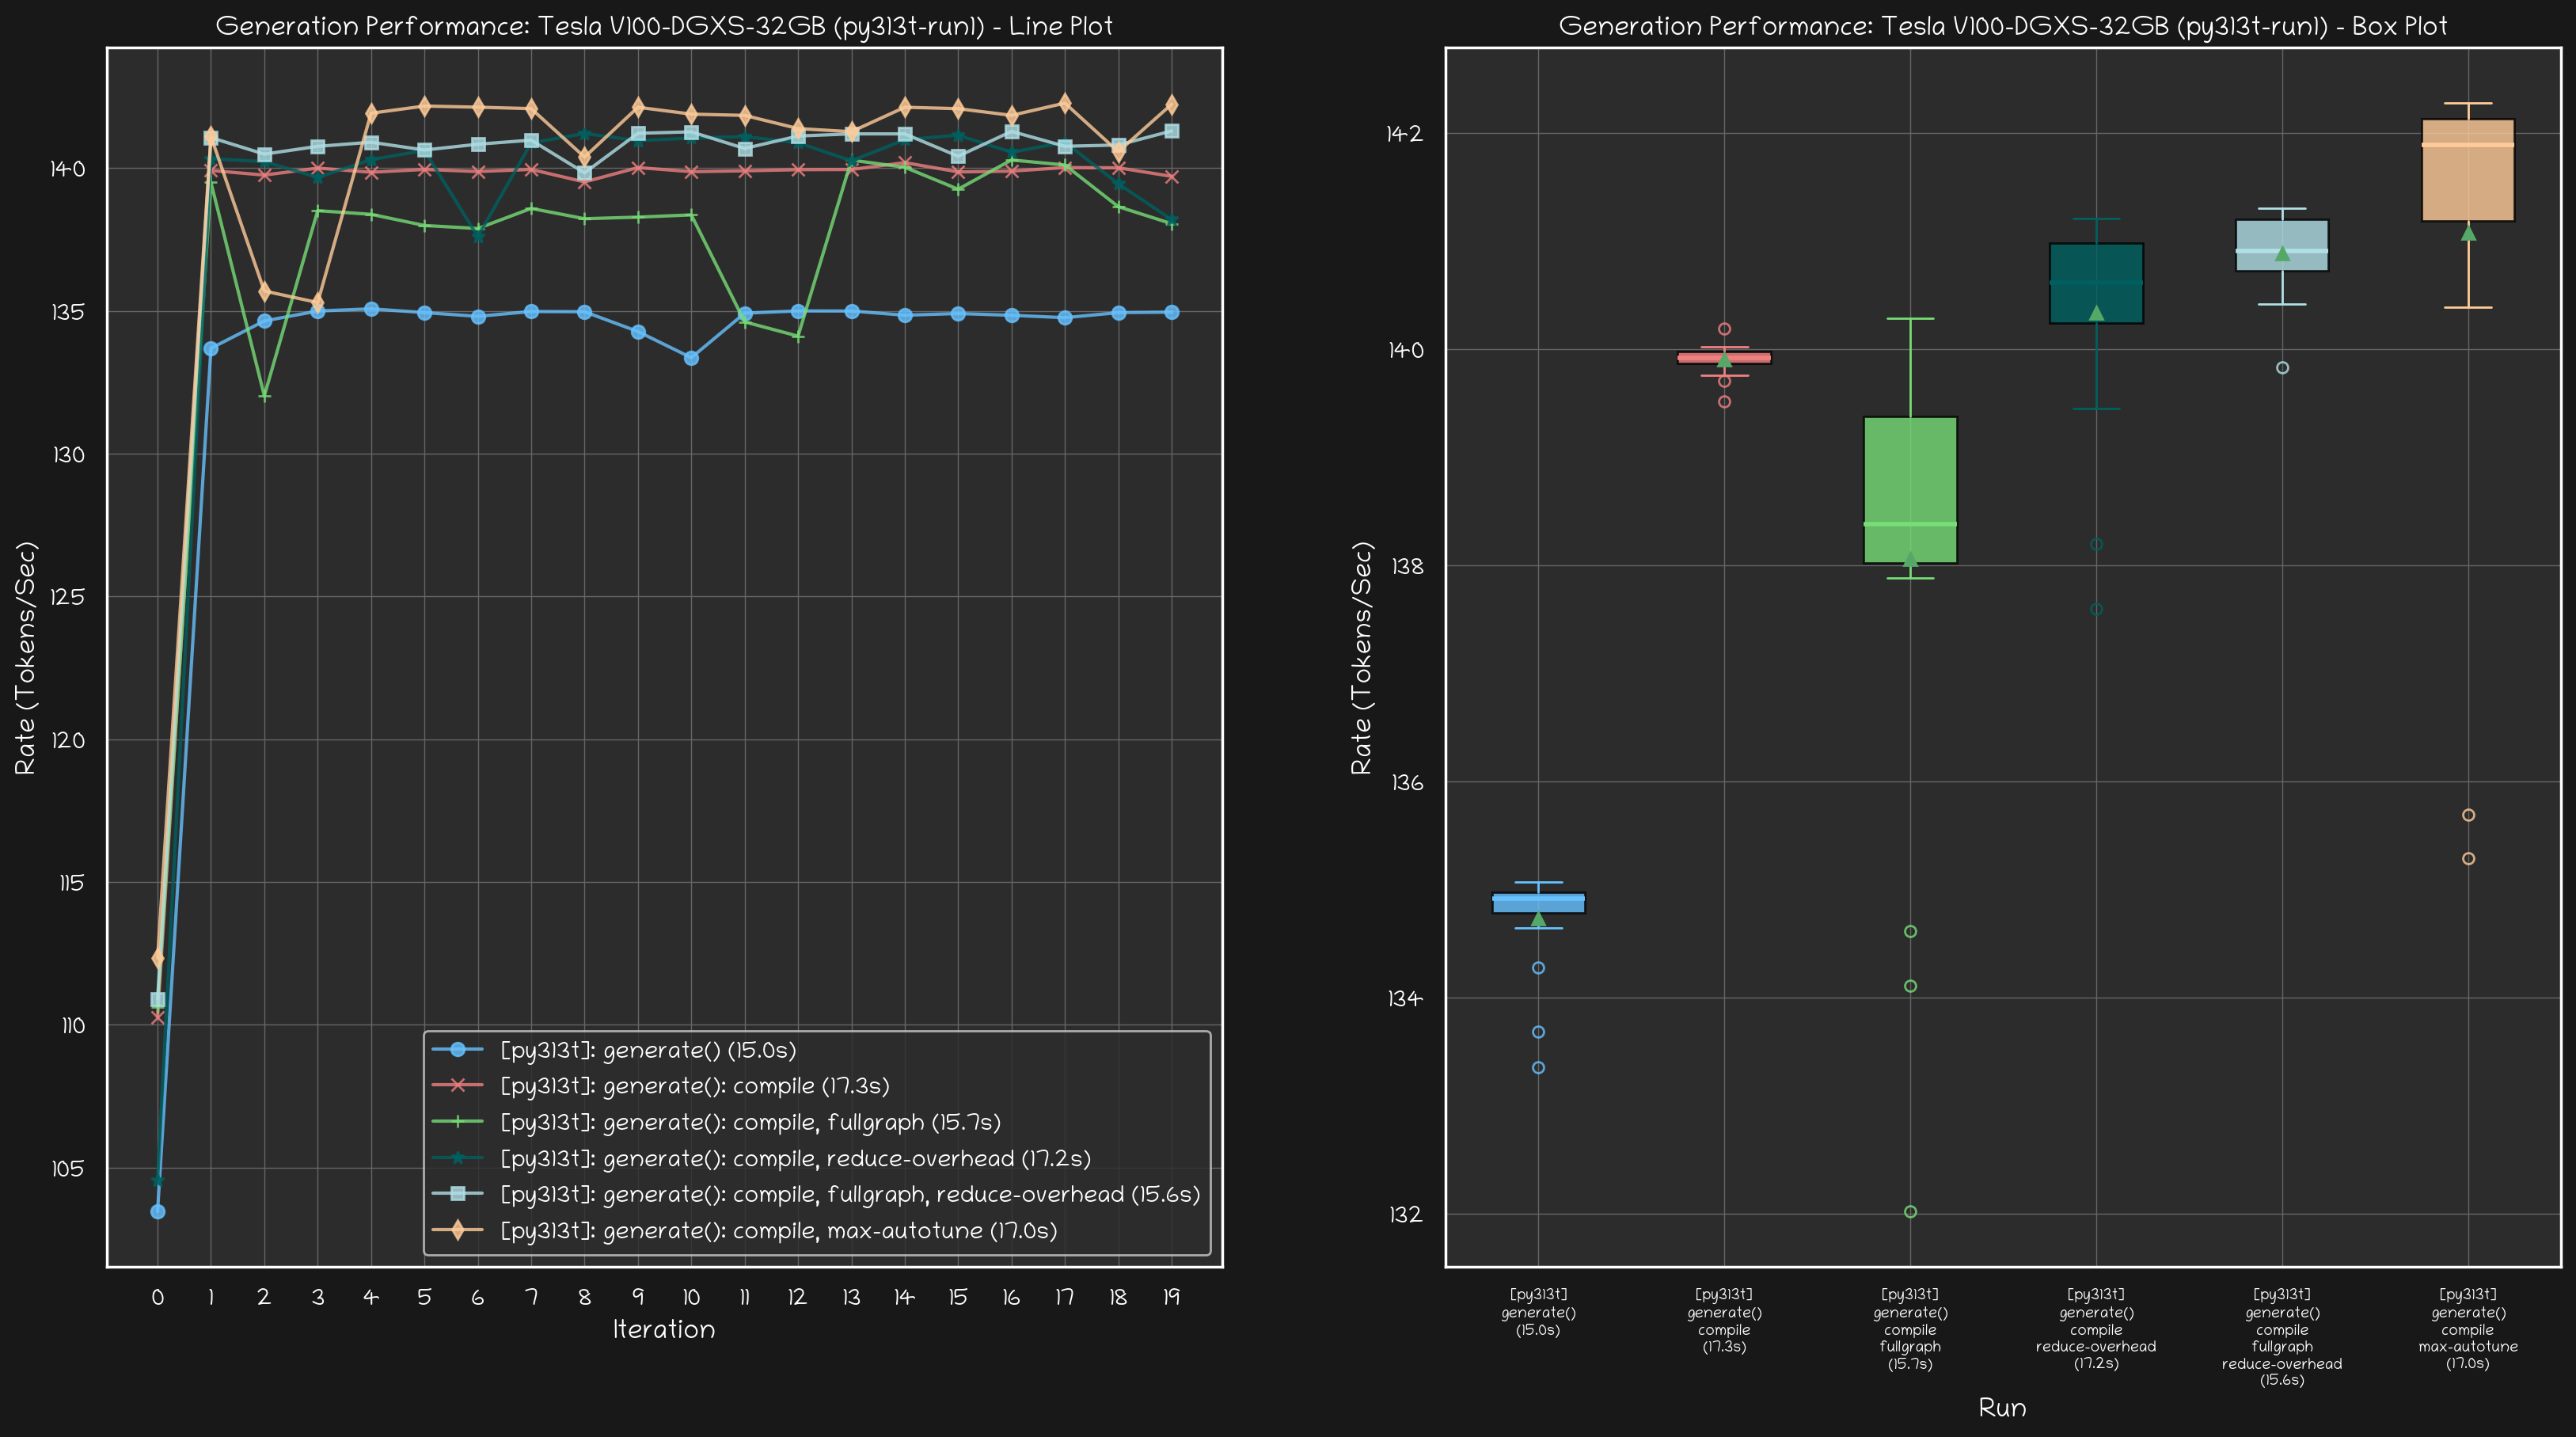 Generation Performance: Tesla V100-DGXS-32GB (py313t-run1) - Line Plot
Rate (Tokens/Sec)
140
135
130
125
120
115
110
105
[py313t]: generate() (15.0s)
[py313t]: generate(): compile (17.3s)
[py313t]: generate(): compile, fullgraph (15.7s)
[py313t]: generate(): compile, reduce-overhead (17.2s)
[py313t]: generate(): compile, fullgraph, reduce-overhead (15.6s)
[py313t]: generate(): compile, max-autotune (17.0s)
0 1 2 3 4 5 6 7 8 9 10 11 12 13 14 15 16 17 18 19
Iteration
Generation Performance: Tesla V100-DGXS-32GB (py313t-run1) - Box Plot
Rate (Tokens/Sec)
142
140
138
136
134
132
[py313t]
generate()
(15.0s)
[py313t]
generate()
compile
(17.3s)
[py313t]
generate()
compile
fullgraph
(15.7s)
[py313t]
generate()
compile
reduce-overhead
(17.2s)
[py313t]
generate()
compile
fullgraph
reduce-overhead
(15.6s)
[py313t]
generate()
compile
max-autotune
(17.0s)
Run